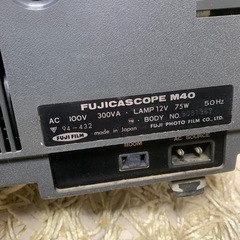 FUJICASCOPE M40
AC 100V 300VA · LAMP 12V 75W 50Hz
94-432 BODY NO.
FUJI FILM made in Japan FUJI PHOTO FILM CO., LTD.
ROOM AC SOURCE